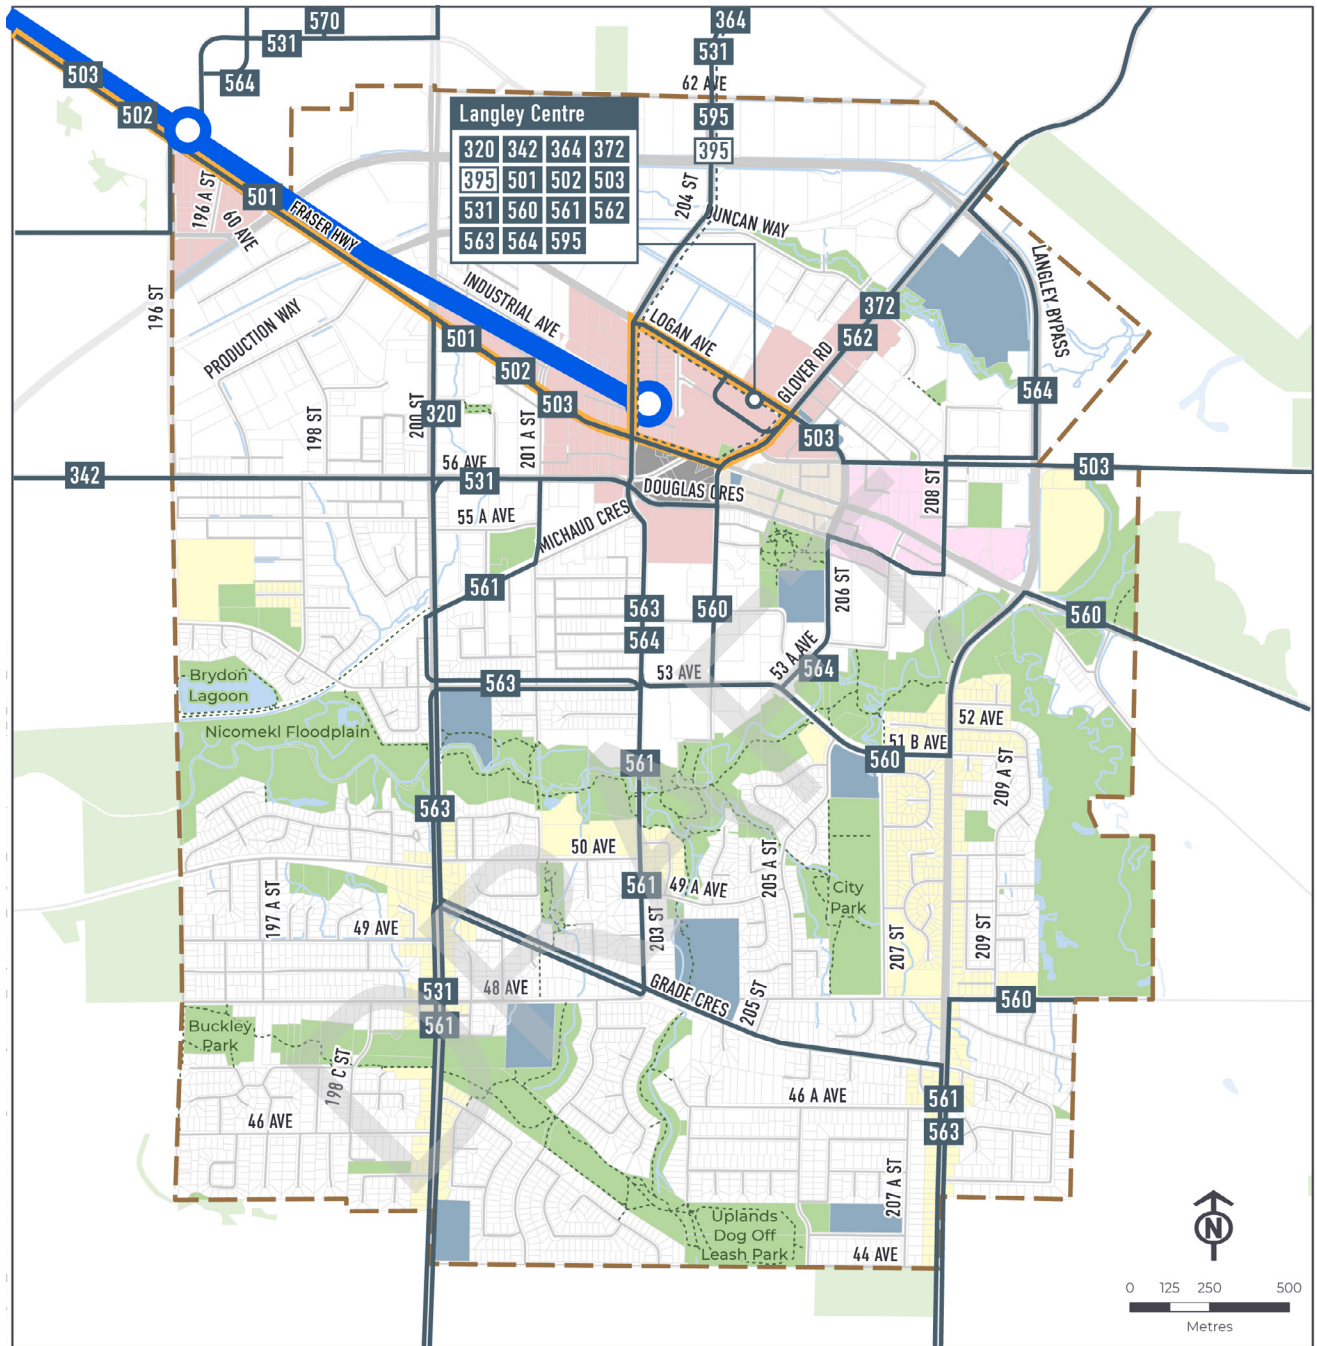 570
364
531
531
503
564
62 AVE
502
595
Langley Centre
320 342 364 372
395 501 502 503
531 560 561 562
563 564 595
395
196 A ST
501
60 AVE
FRASER HWY
204 ST
DUNCAN WAY
LANGLEY BYPASS
196 ST
INDUSTRIAL AVE
372
PRODUCTION WAY
501
LOGAN AVE
562
GLOVER RD
502
564
198 ST
200 ST
320
503
201 A ST
503
342
56 AVE
531
DOUGLAS CRES
208 ST
503
55 A AVE
MICHAUD CRES
561
206 ST
563
560
560
564
53 AVE
53 A AVE
564
Brydon
Lagoon
563
52 AVE
Nicomekl Floodplain
51 B AVE
561
560
209 A ST
563
50 AVE
205 A ST
561
49 A AVE
City
Park
197 A ST
49 AVE
203 ST
207 ST
209 ST
531
48 AVE
GRADE CRES
205 ST
560
Buckley
Park
561
198 C ST
46 A AVE
561
46 AVE
563
207 A ST
Uplands
Dog Off
Leash Park
44 AVE
N
0 125 250 500
Metres
DRAFT